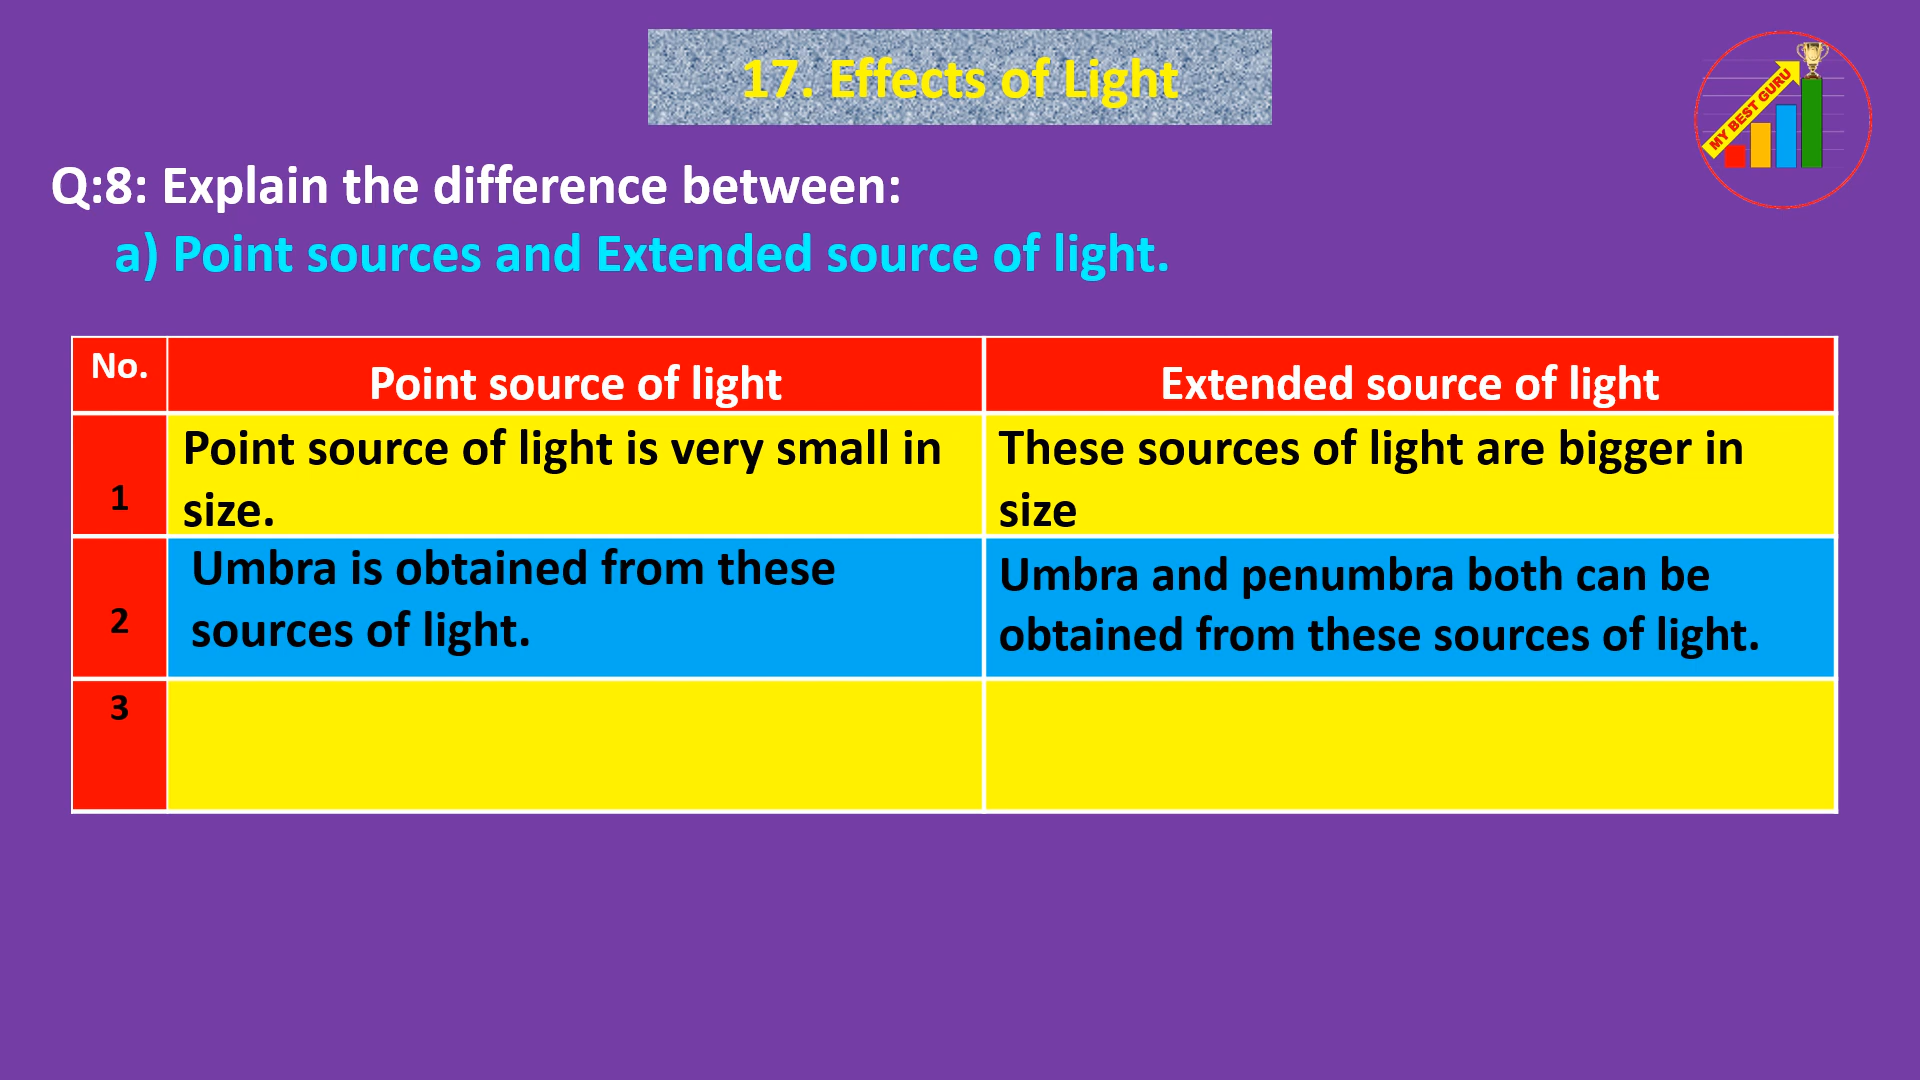 17. Effects of Light
MY BEST GURU
Q:8: Explain the difference between:
a) Point sources and Extended source of light.
No.
Point source of light
Extended source of light
1
Point source of light is very small in
size.
These sources of light are bigger in
size
2
Umbra is obtained from these
sources of light.
Umbra and penumbra both can be
obtained from these sources of light.
3